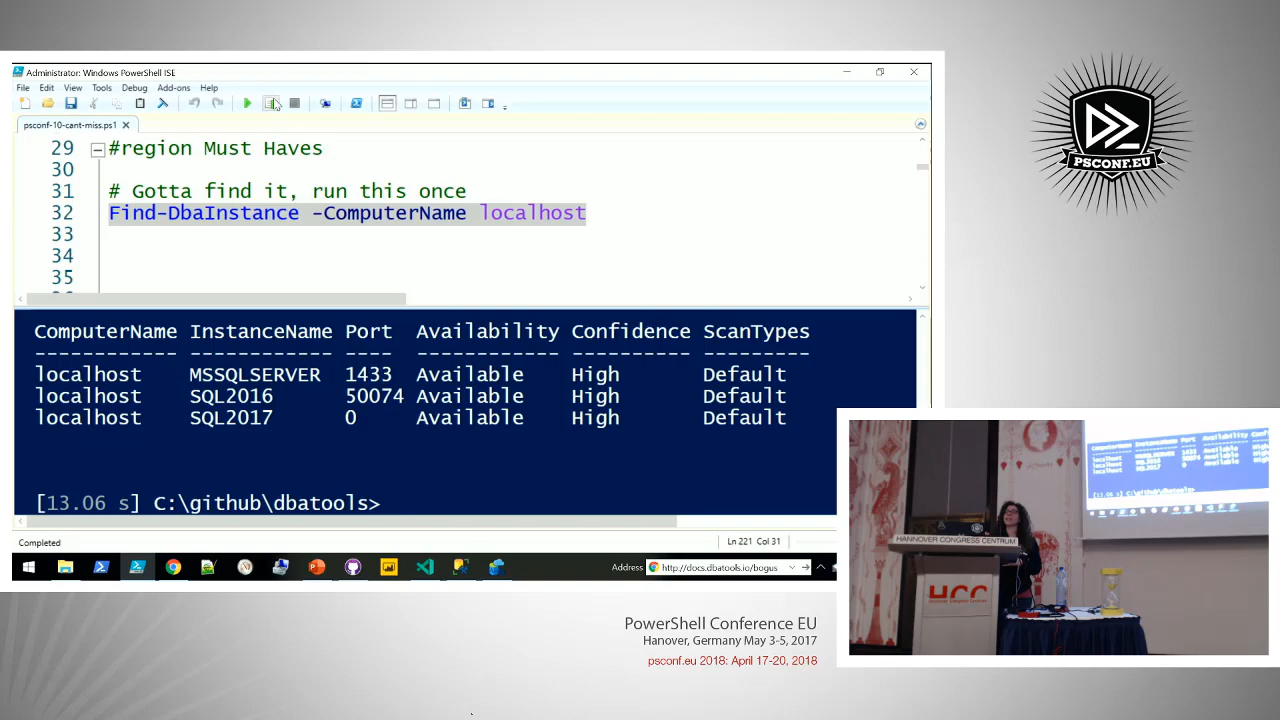 Administrator: Windows PowerShell ISE
File Edit View Tools Debug Add-ons Help
psconf-10-cant-miss.ps1
29 #region Must Haves
30
31 # Gotta find it, run this once
32 Find-DbaInstance -ComputerName localhost
33
34
35
ComputerName InstanceName Port Availability Confidence ScanTypes
------------ ------------ ---- ------------ ---------- ---------
localhost MSSQLSERVER 1433 Available High Default
localhost SQL2016 50074 Available High Default
localhost SQL2017 0 Available High Default
[13.06 s] C:\github\dbatools>
Completed
Ln 221 Col 31
Address http://docs.dbatools.io/bogus
PSCONF.EU
HANNOVER CONGRESS CENTRUM
HCC
PowerShell Conference EU
Hanover, Germany May 3-5, 2017
psconf.eu 2018: April 17-20, 2018